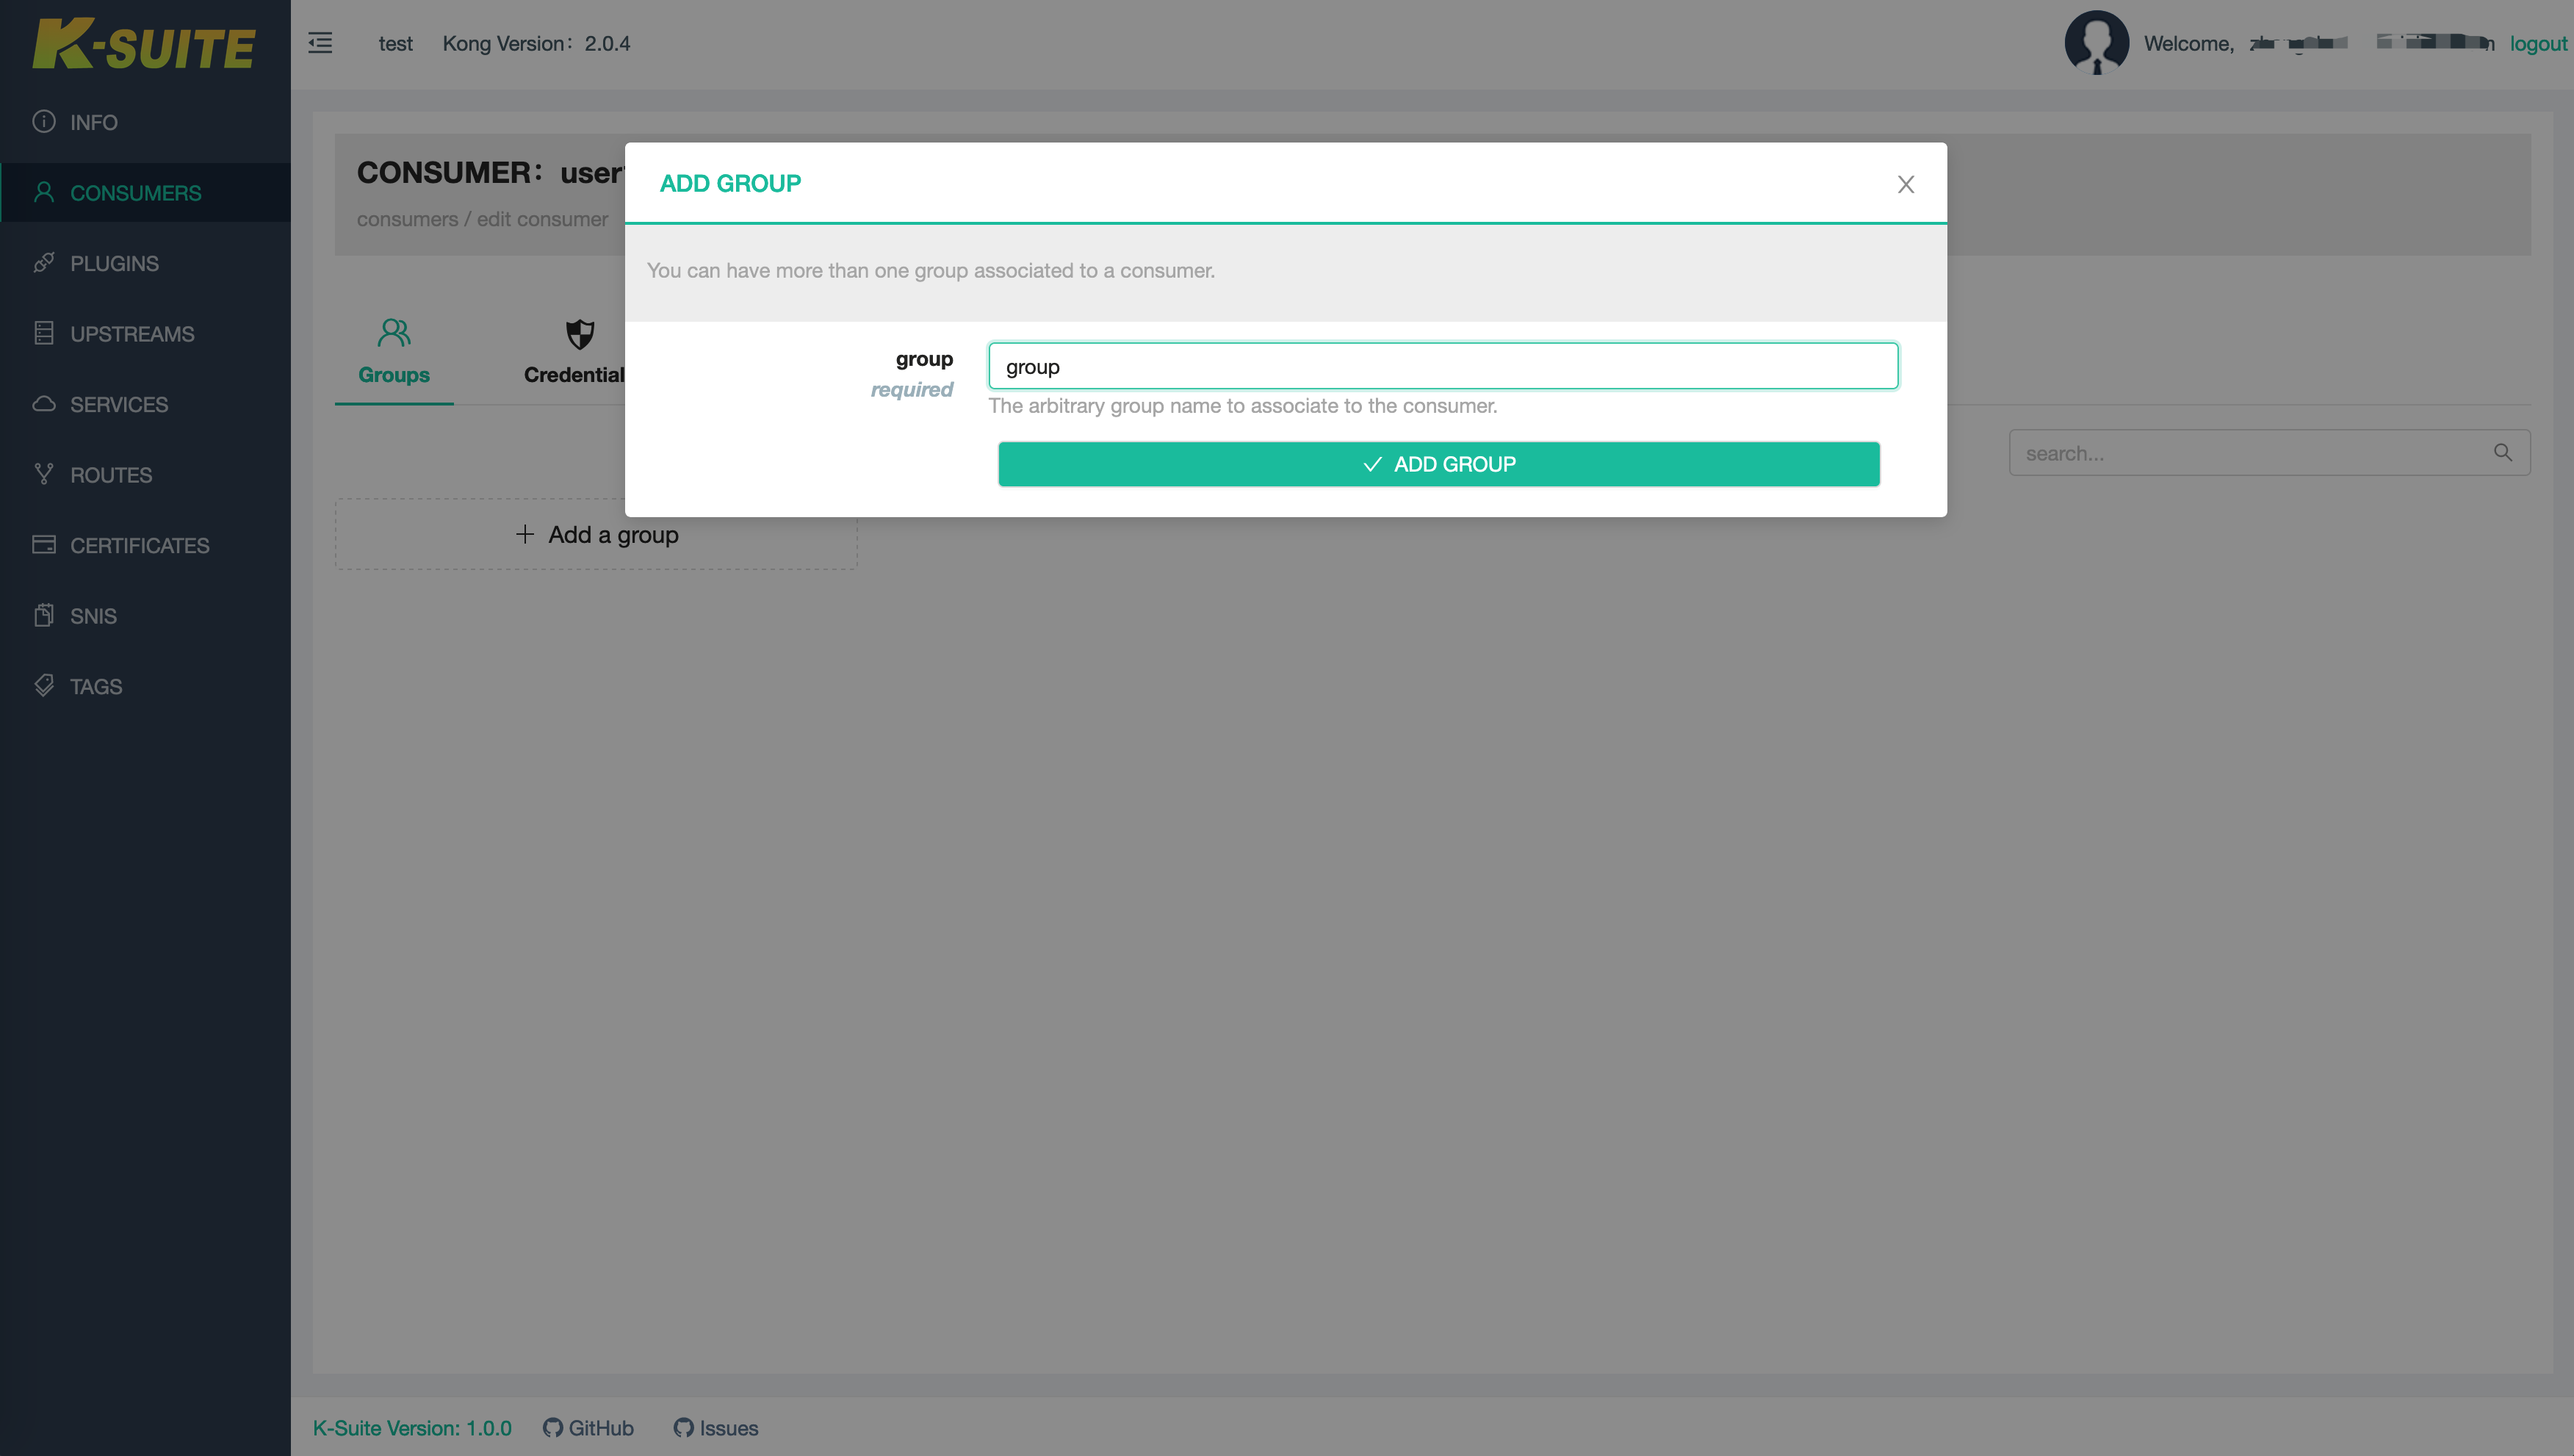 K-SUITE
test Kong Version：2.0.4
Welcome, logout
INFO
CONSUMERS
PLUGINS
UPSTREAMS
SERVICES
ROUTES
CERTIFICATES
SNIS
TAGS
CONSUMER：user
consumers / edit consumer
Groups
Credential
search...
Add a group
ADD GROUP
You can have more than one group associated to a consumer.
group
required
group
The arbitrary group name to associate to the consumer.
ADD GROUP
K-Suite Version: 1.0.0 GitHub Issues